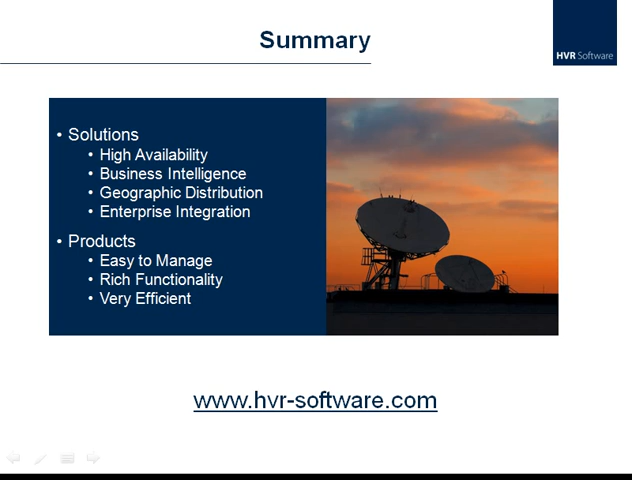 Summary
HVR Software
• Solutions
• High Availability
• Business Intelligence
• Geographic Distribution
• Enterprise Integration
• Products
• Easy to Manage
• Rich Functionality
• Very Efficient
www.hvr-software.com